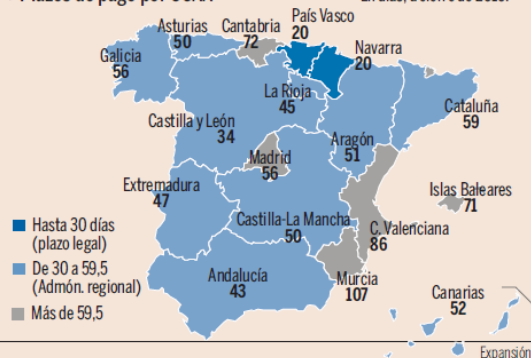 Asturias
50
Cantabria
72
País Vasco
20
Navarra
20
Galicia
56
La Rioja
45
Cataluña
59
Castilla y León
34
Aragón
51
Madrid
56
Extremadura
47
Islas Baleares
71
Castilla-La Mancha
50
C. Valenciana
86
Andalucía
43
Murcia
107
Canarias
52
Hasta 30 días
(plazo legal)
De 30 a 59,5
(Admón. regional)
Más de 59,5
Expansión